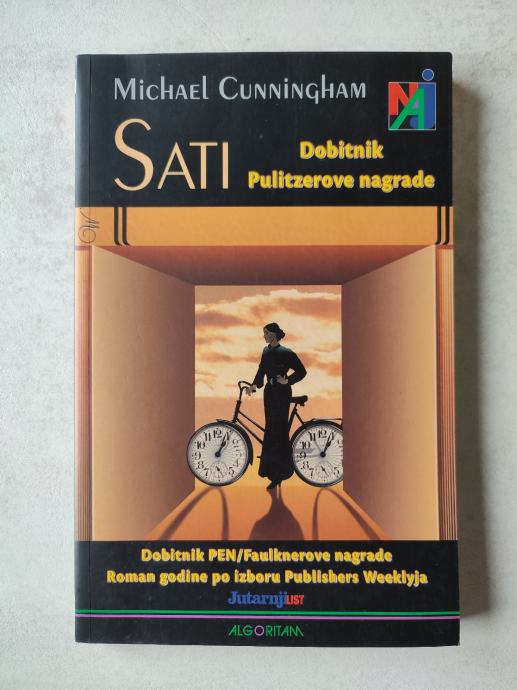 Michael Cunningham
NAJ
Sati
Dobitnik
Pulitzerove nagrade
Dobitnik PEN/Faulknerove nagrade
Roman godine po izboru Publishers Weeklyja
Jutarnji LIST
ALGORITAM